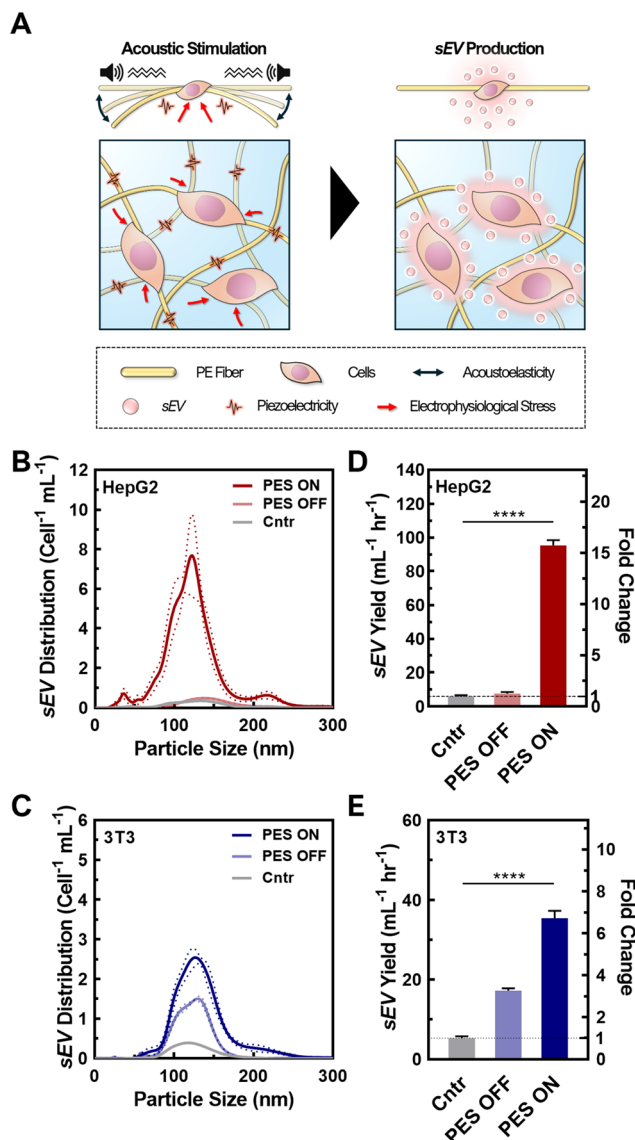 A
Acoustic Stimulation
sEV Production
PE Fiber
Cells
Acoustoelasticity
sEV
Piezoelectricity
Electrophysiological Stress
B
HepG2
PES ON
PES OFF
Cntr
12
10
8
6
4
2
0
sEV Distribution (Cell⁻¹ mL⁻¹)
0
100
200
300
Particle Size (nm)
D
HepG2
****
140
120
100
80
60
40
20
0
sEV Yield (mL⁻¹ hr⁻¹)
20
15
10
5
1
0
Fold Change
Cntr
PES OFF
PES ON
C
3T3
PES ON
PES OFF
Cntr
6
5
4
3
2
1
0
sEV Distribution (Cell⁻¹ mL⁻¹)
0
100
200
300
Particle Size (nm)
E
3T3
****
60
40
20
0
sEV Yield (mL⁻¹ hr⁻¹)
10
8
6
4
2
1
0
Fold Change
Cntr
PES OFF
PES ON